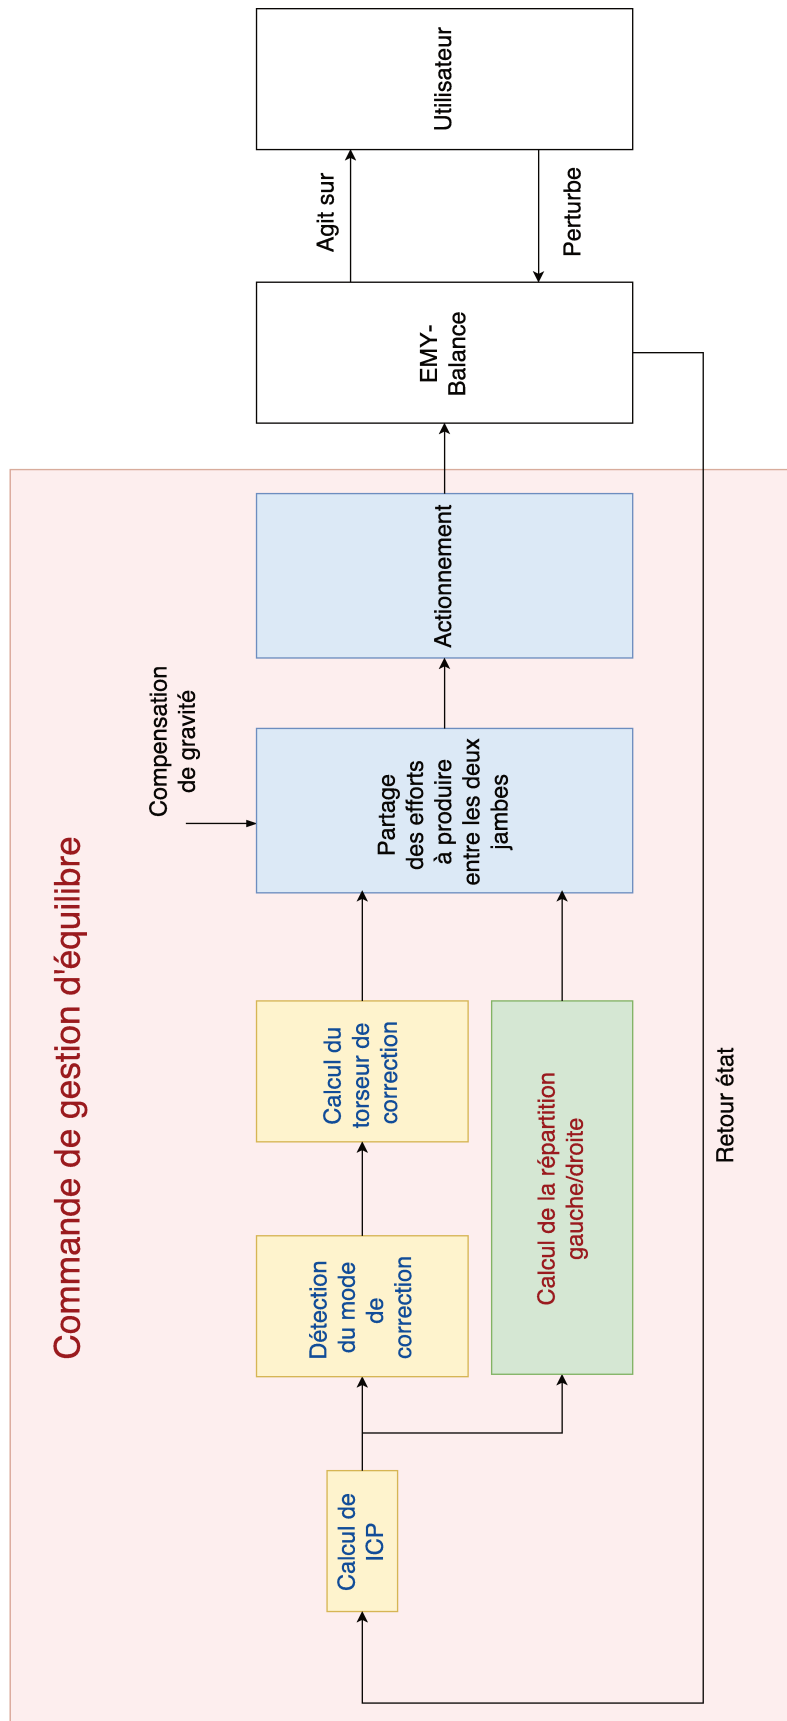 Commande de gestion d'équilibre
Calcul de
ICP
Détection
du mode
de
correction
Calcul du
torseur de
correction
Calcul de la répartition
gauche/droite
Compensation
de gravité
Partage
des efforts
à produire
entre les deux
jambes
Actionnement
EMY-
Balance
Agit sur
Perturbe
Utilisateur
Retour état